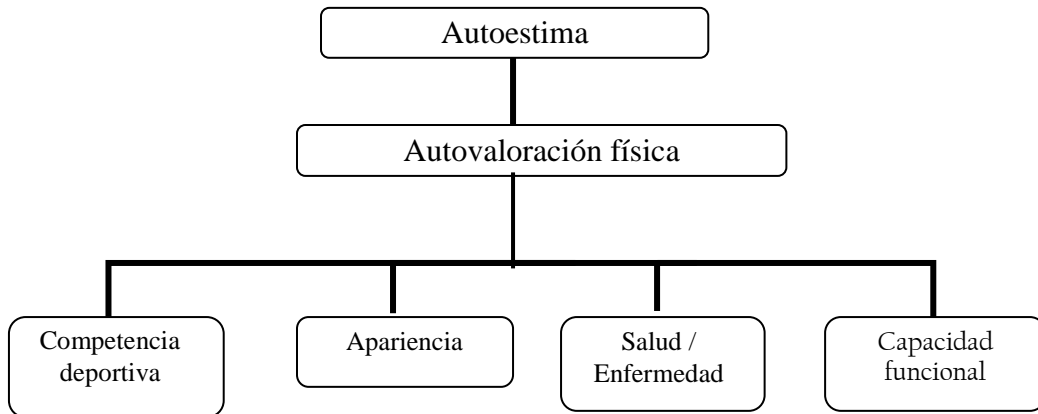 Autoestima
Autovaloración física
Competencia
deportiva
Apariencia
Salud /
Enfermedad
Capacidad
funcional